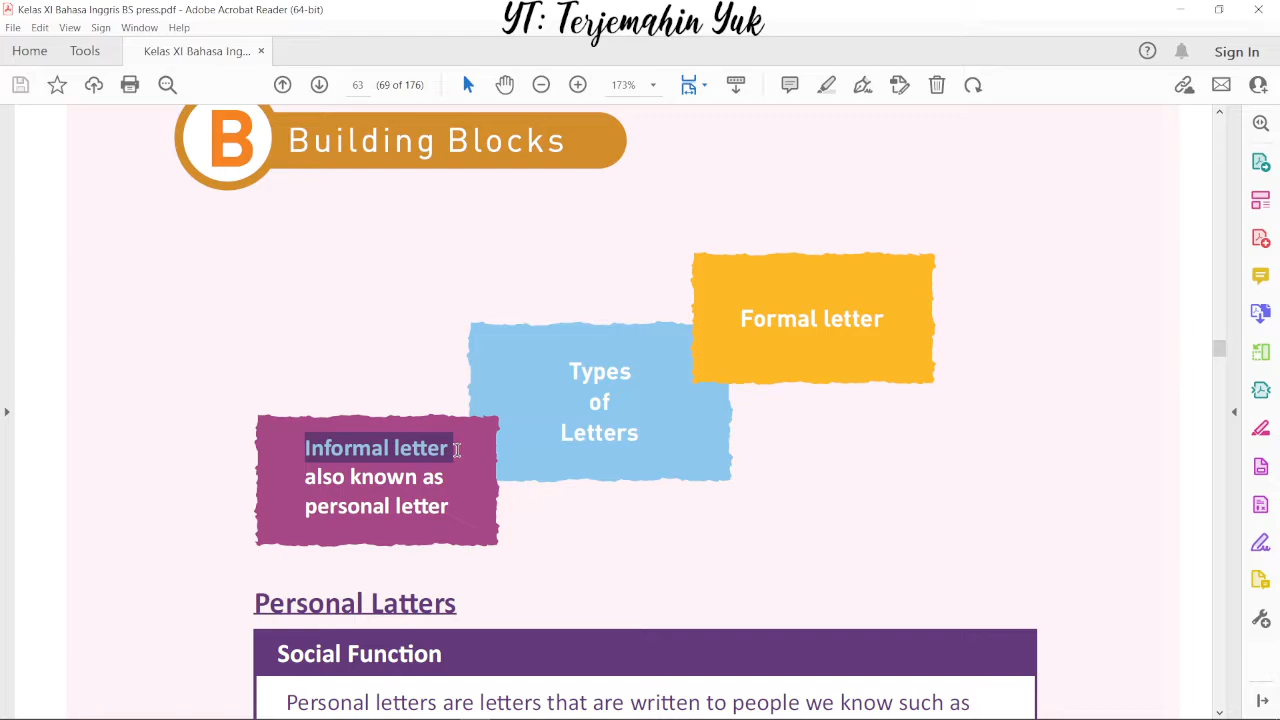 Kelas XI Bahasa Inggris BS press.pdf - Adobe Acrobat Reader (64-bit)
YT: Terjemahin Yuk
File Edit View Sign Window Help
Home Tools Kelas XI Bahasa Ing... × Sign In
63 (69 of 176) 173%
B Building Blocks
Formal letter
Types
of
Letters
Informal letter
also known as
personal letter
Personal Latters
Social Function
Personal letters are letters that are written to people we know such as